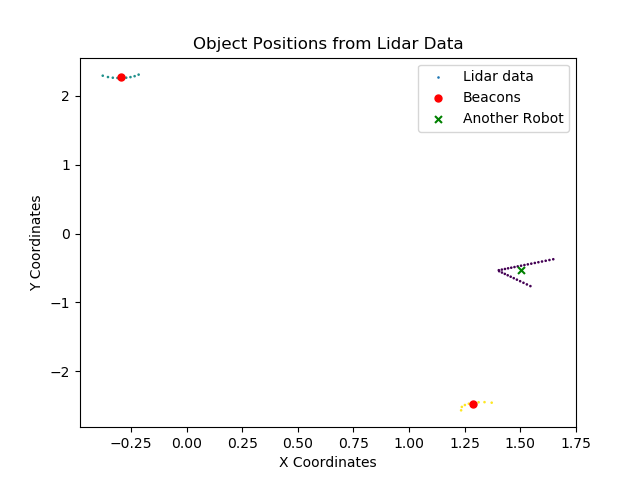 Object Positions from Lidar Data
Lidar data
Beacons
Another Robot
Y Coordinates
2
1
0
−1
−2
−0.25
0.00
0.25
0.50
0.75
1.00
1.25
1.50
1.75
X Coordinates